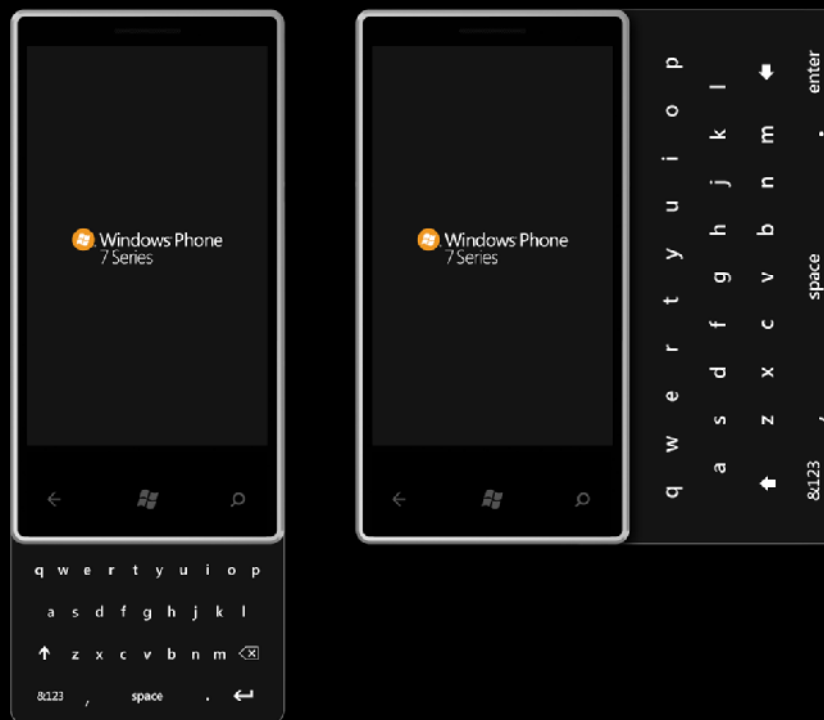 Windows Phone
7 Series
q w e r t y u i o p
a s d f g h j k l
z x c v b n m
&123 , space .
Windows Phone
7 Series
q w e r t y u i o p
a s d f g h j k l
z x c v b n m
&123 , space . enter